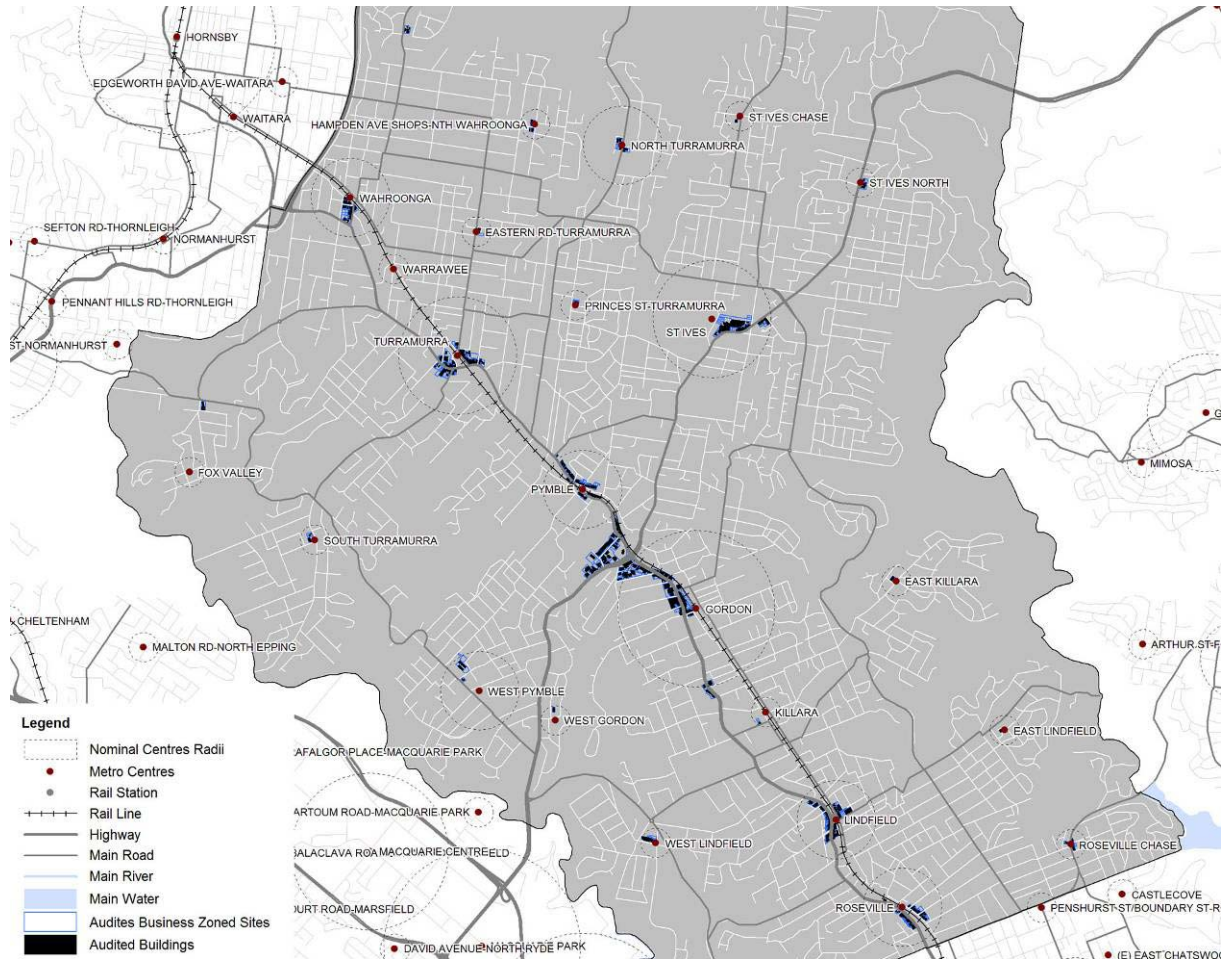 HORNSBY
EDGEWORTH DAVID AVE-WAITARA
WAITARA
HAMPDEN AVE SHOPS-NTH WAHROONGA
ST IVES CHASE
NORTH TURRAMURRA
ST IVES NORTH
WAHROONGA
SEFTON RD-THORNLEIGH
NORMANHURST
EASTERN RD-TURRAMURRA
WARRAWEE
PENNANT HILLS RD-THORNLEIGH
PRINCES ST-TURRAMURRA
ST IVES
ST-NORMANHURST
TURRAMURRA
G
MIMOSA
FOX VALLEY
PYMBLE
SOUTH TURRAMURRA
EAST KILLARA
GORDON
CHELTENHAM
MALTON RD-NORTH EPPING
ARTHUR ST-F
WEST PYMBLE
KILLARA
WEST GORDON
EAST LINDFIELD
RAFALGOR PLACE-MACQUARIE PARK
ARTOUM ROAD-MACQUARIE PARK
LINDFIELD
WEST LINDFIELD
ROSEVILLE CHASE
MACQUARIE CENTRE
CASTLECOVE
ROSEVILLE
PENSHURST ST/BOUNDARY ST-R
OURT ROAD-MARSFIELD
DAVID AVENUE-NORTH RYDE
PARK
(E) EAST CHATSWO
Legend
Nominal Centres Radii
Metro Centres
Rail Station
Rail Line
Highway
Main Road
Main River
Main Water
Audites Business Zoned Sites
Audited Buildings